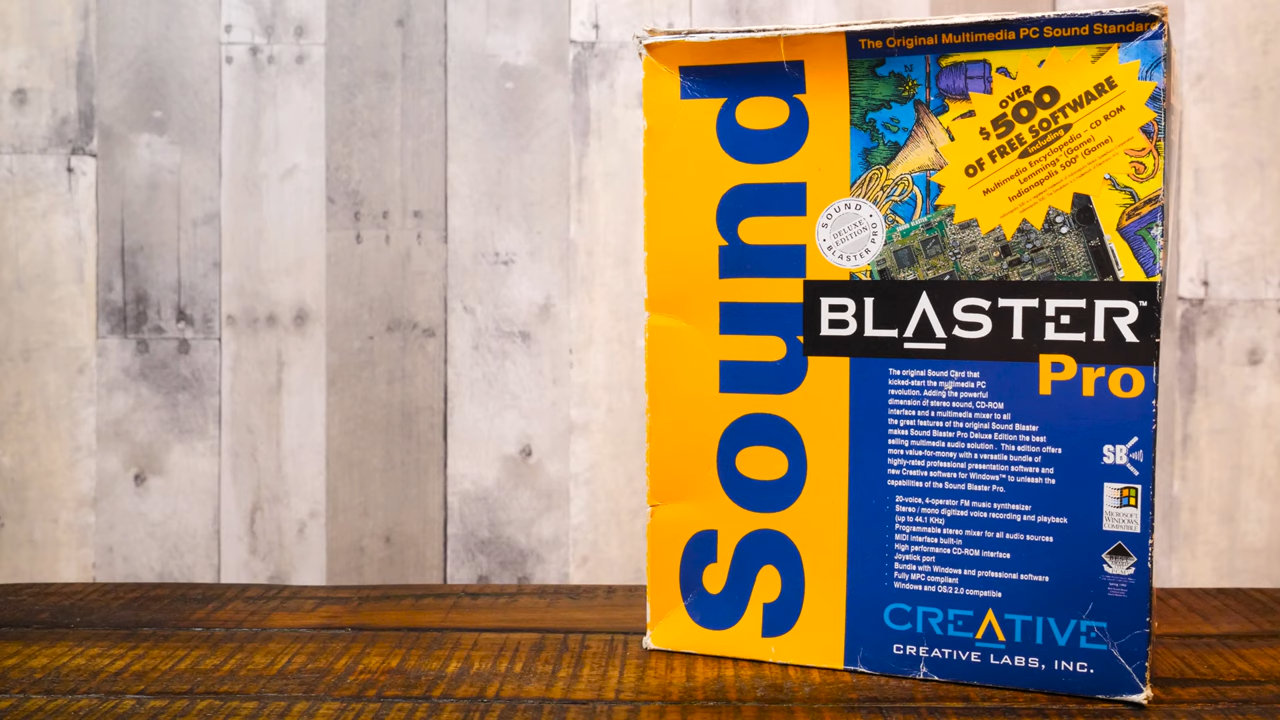 The Original Multimedia PC Sound Standard
Sound
OVER
$500
OF FREE SOFTWARE
including
Multimedia Encyclopedia - CD ROM
Lemmings™ (Game)
Indianapolis 500® (Game)
N
SOUND
DELUXE
EDITION
BLASTER PRO
BLASTER™
Pro
The original Sound Card that
kicked-start the multimedia PC
revolution. Adding the powerful
dimension of stereo sound, CD-ROM
interface and a multimedia mixer to all
the great features of the original Sound Blaster
makes Sound Blaster Pro Deluxe Edition the best
selling multimedia audio solution. This edition offers
more value-for-money with a versatile bundle of
highly-rated professional presentation software and
new Creative software for Windows™ to unleash the
capabilities of the Sound Blaster Pro.
· 20-voice, 4-operator FM music synthesizer
· Stereo / mono digitized voice recording and playback
(up to 44.1 KHz)
· Programmable stereo mixer for all audio sources
· MIDI interface built-in
· High performance CD-ROM interface
· Joystick port
· Bundle with Windows and professional software
· Fully MPC compliant
· Windows and OS/2 2.0 compatible
SB
MICROSOFT
WINDOWS
COMPATIBLE
CREATIVE
CREATIVE LABS, INC.